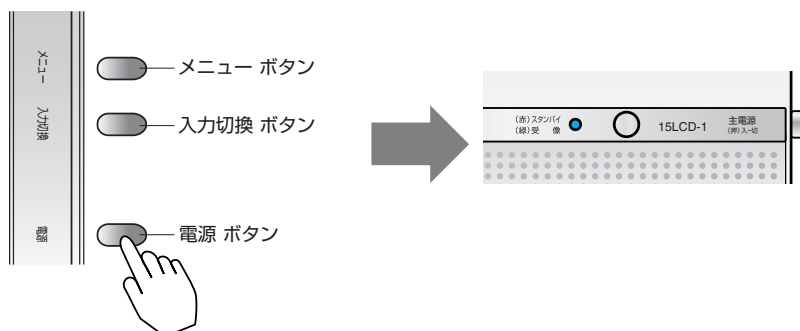 メニュー
入力切換
電源
メニュー ボタン
入力切換 ボタン
電源 ボタン
(赤)スタンバイ
(緑)受 像
15LCD-1
主電源
(押)入-切